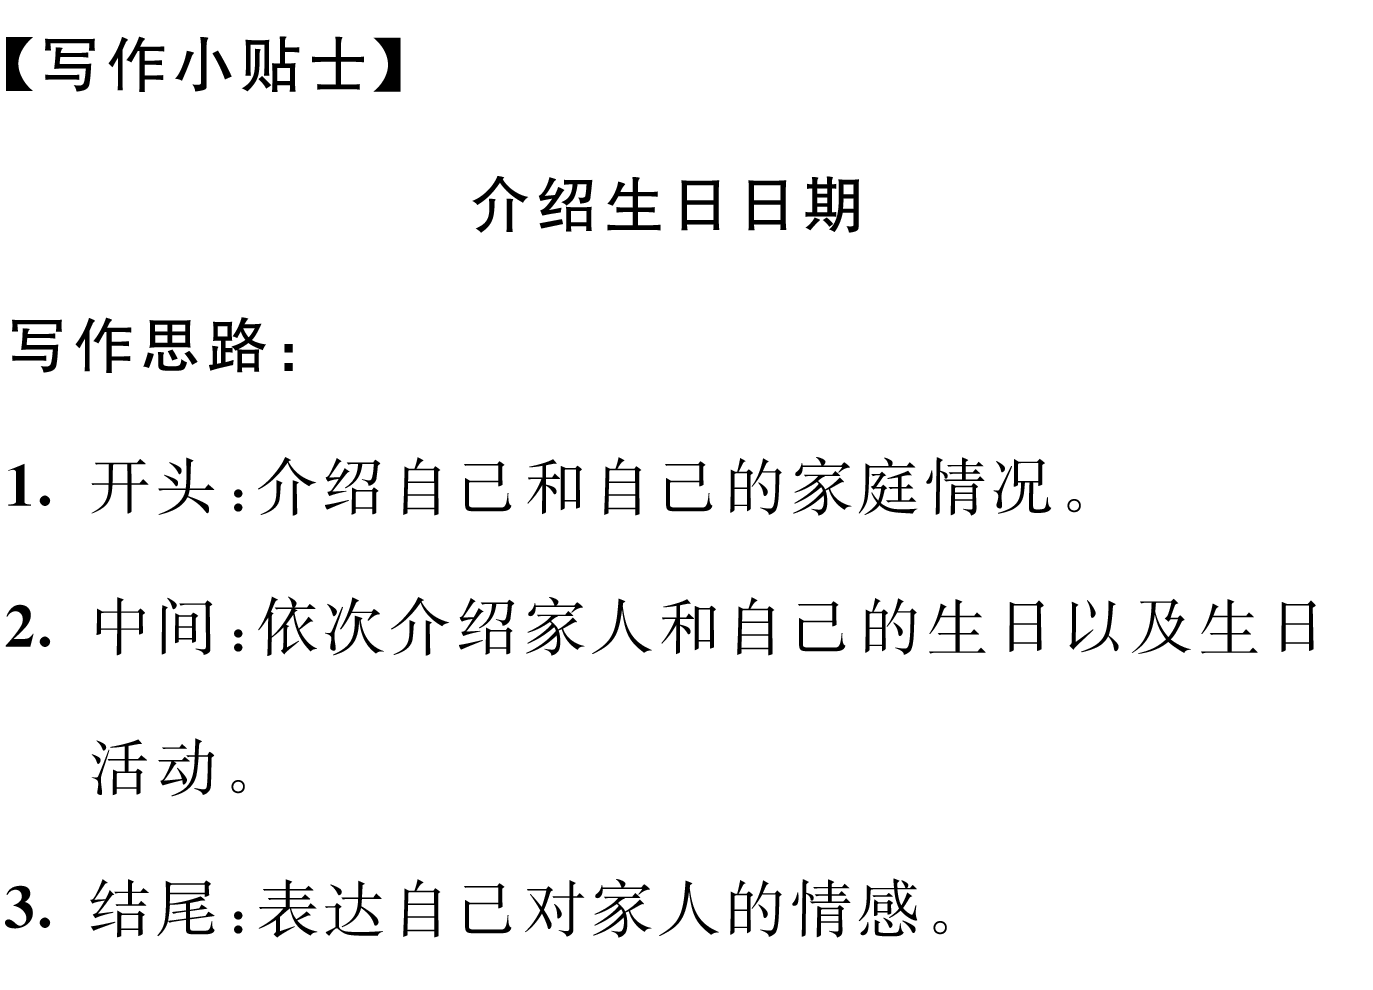 【写作小贴士】
介绍生日日期
写作思路:
1. 开头:介绍自己和自己的家庭情况。
2. 中间:依次介绍家人和自己的生日以及生日
活动。
3. 结尾:表达自己对家人的情感。